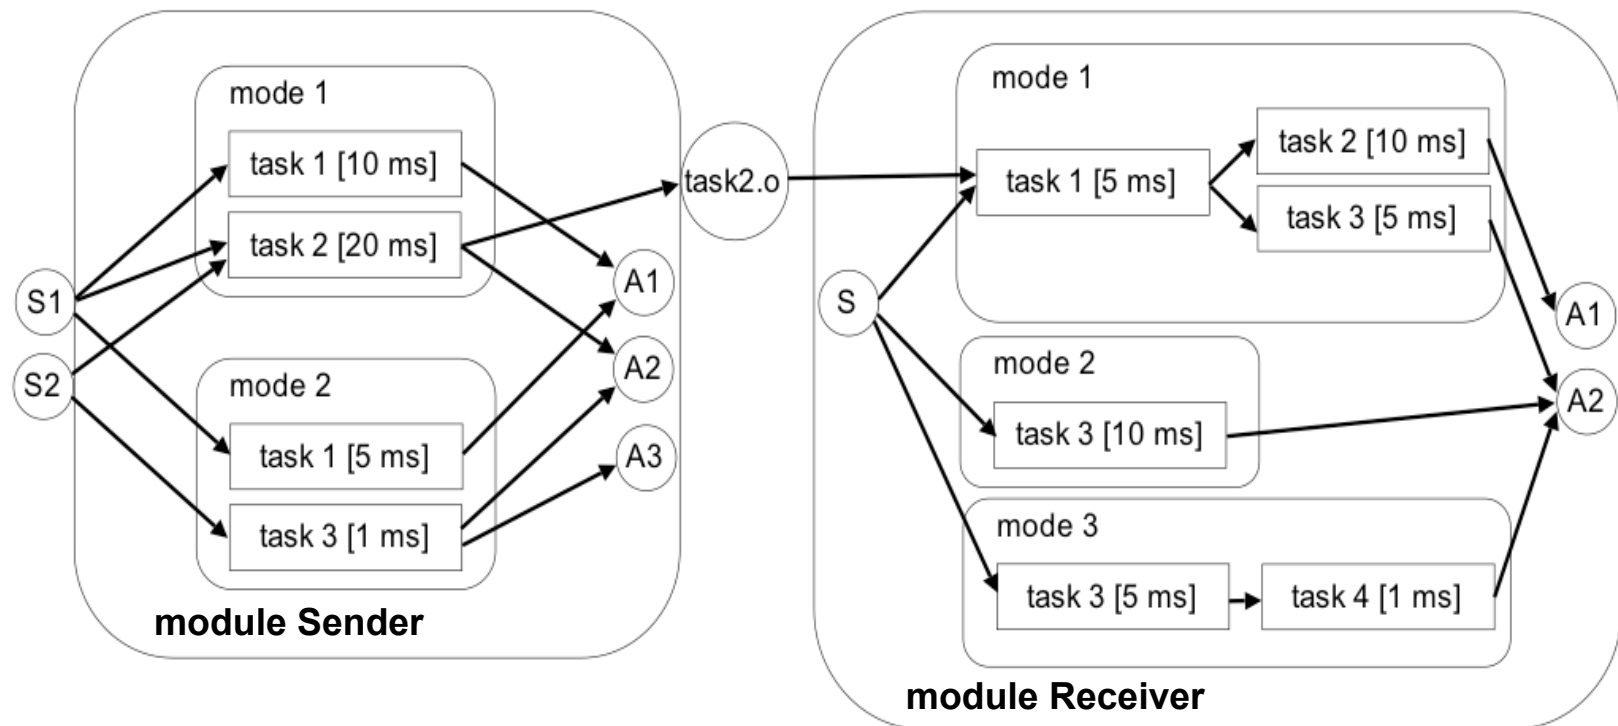 mode 1
task 1 [10 ms]
task 2 [20 ms]
S1
S2
mode 2
task 1 [5 ms]
task 3 [1 ms]
A1
A2
A3
module Sender
task2.o
mode 1
task 1 [5 ms]
task 2 [10 ms]
task 3 [5 ms]
S
mode 2
task 3 [10 ms]
mode 3
task 3 [5 ms]
task 4 [1 ms]
A1
A2
module Receiver